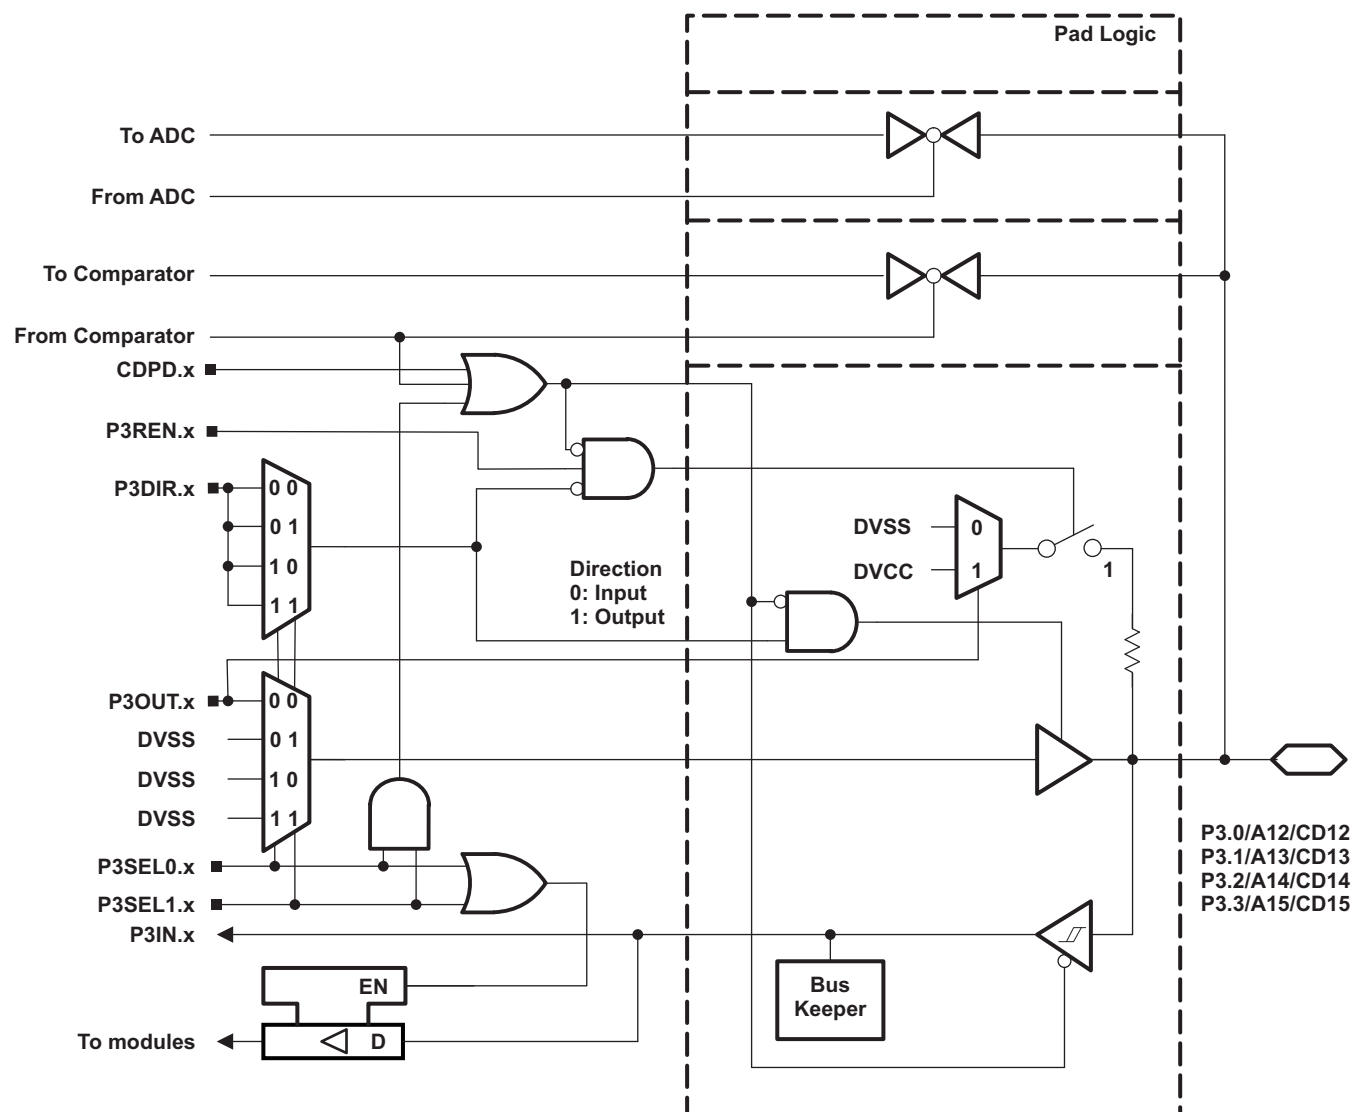 Pad Logic
To ADC
From ADC
To Comparator
From Comparator
CDPD.x
P3REN.x
P3DIR.x
0 0
0 1
1 0
1 1
DVSS
0
DVCC
1
1
Direction
0: Input
1: Output
P3OUT.x
0 0
DVSS
0 1
DVSS
1 0
DVSS
1 1
P3.0/A12/CD12
P3.1/A13/CD13
P3.2/A14/CD14
P3.3/A15/CD15
P3SEL0.x
P3SEL1.x
P3IN.x
EN
Bus
Keeper
To modules
D